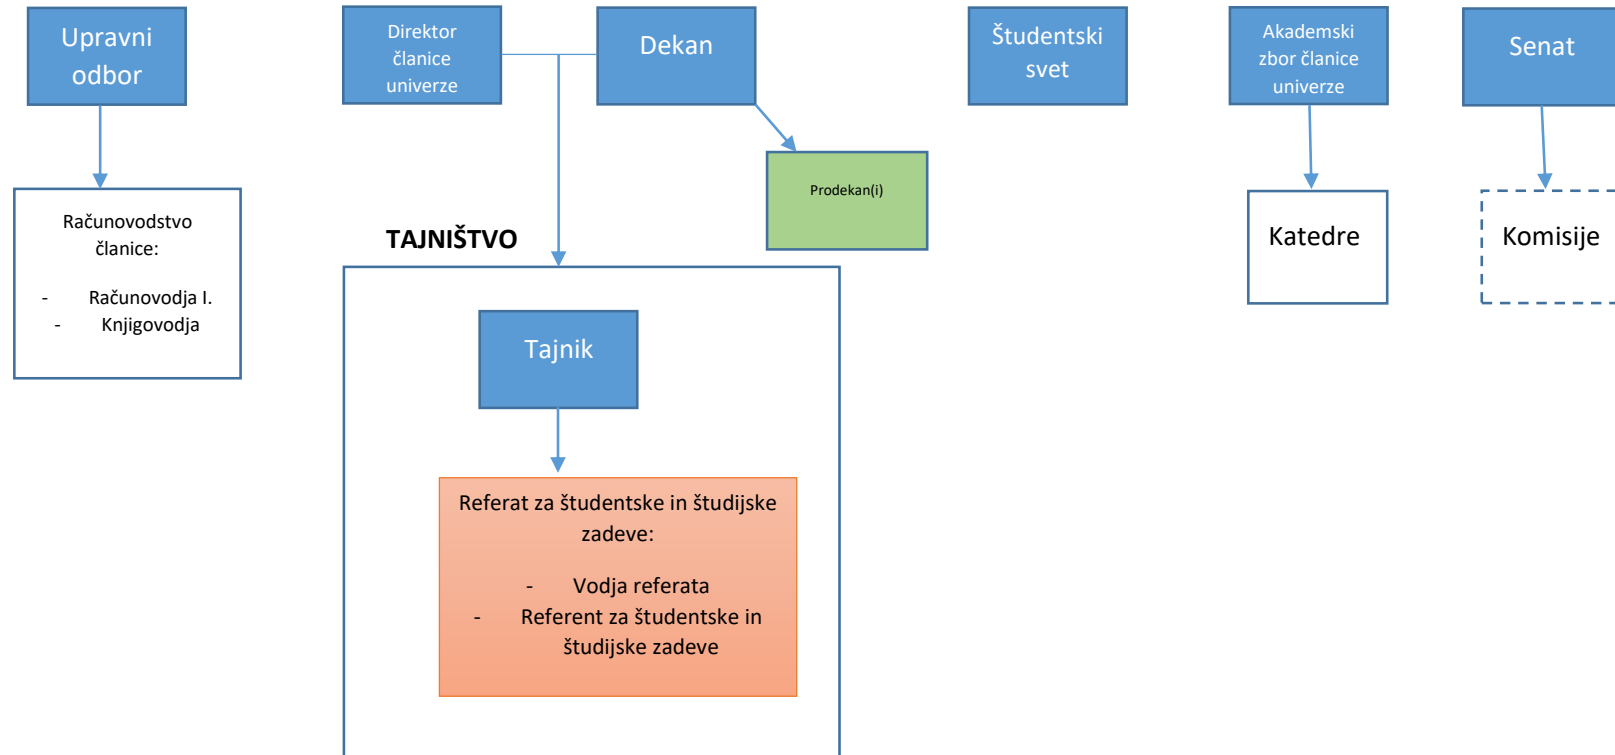 Upravni
odbor
Direktor
članice
univerze
Dekan
Študentski
svet
Akademski
zbor članice
univerze
Senat
Prodekan(i)
Računovodstvo
članice:
- Računovodja I.
- Knjigovodja
TAJNIŠTVO
Katedre
Komisije
Tajnik
Referat za študentske in študijske
zadeve:
- Vodja referata
- Referent za študentske in
študijske zadeve